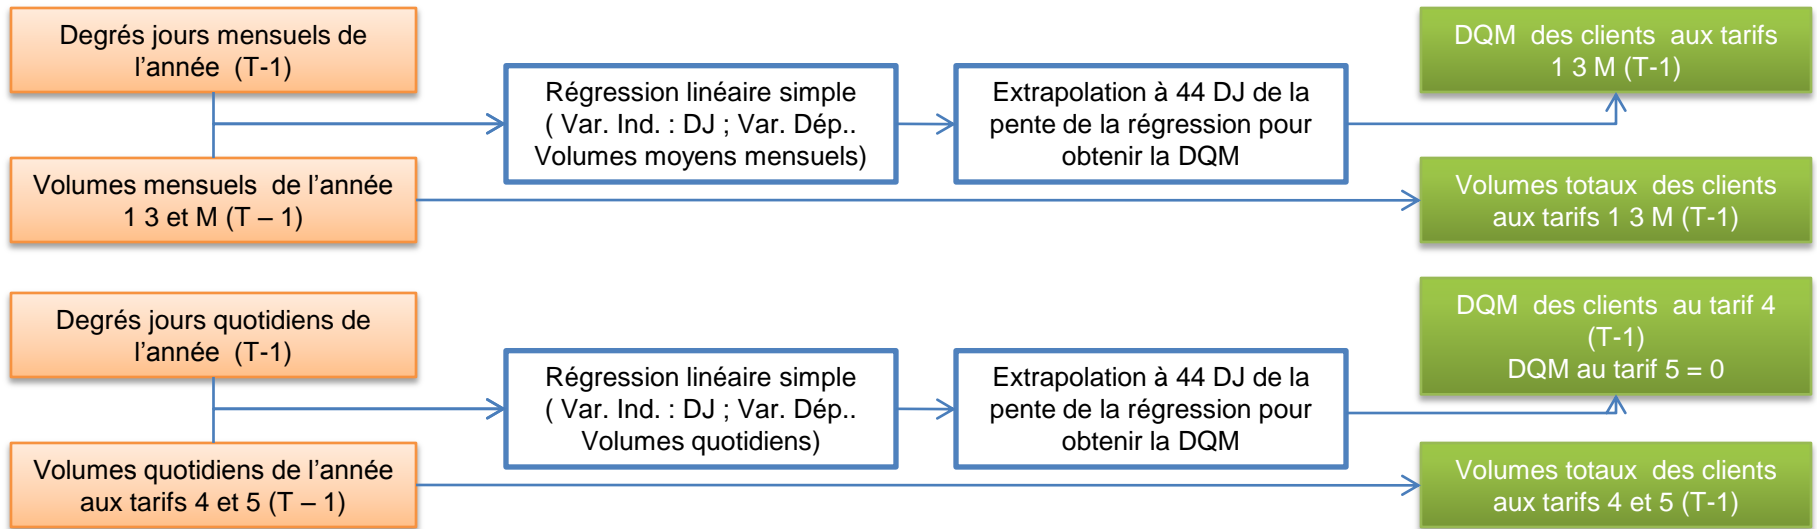 Degrés jours mensuels de
l’année (T-1)
Régression linéaire simple
( Var. Ind. : DJ ; Var. Dép..
Volumes moyens mensuels)
Extrapolation à 44 DJ de la
pente de la régression pour
obtenir la DQM
DQM des clients aux tarifs
1 3 M (T-1)
Volumes mensuels de l’année
1 3 et M (T – 1)
Volumes totaux des clients
aux tarifs 1 3 M (T-1)
Degrés jours quotidiens de
l’année (T-1)
Régression linéaire simple
( Var. Ind. : DJ ; Var. Dép..
Volumes quotidiens)
Extrapolation à 44 DJ de la
pente de la régression pour
obtenir la DQM
DQM des clients au tarif 4
(T-1)
DQM au tarif 5 = 0
Volumes quotidiens de l’année
aux tarifs 4 et 5 (T – 1)
Volumes totaux des clients
aux tarifs 4 et 5 (T-1)